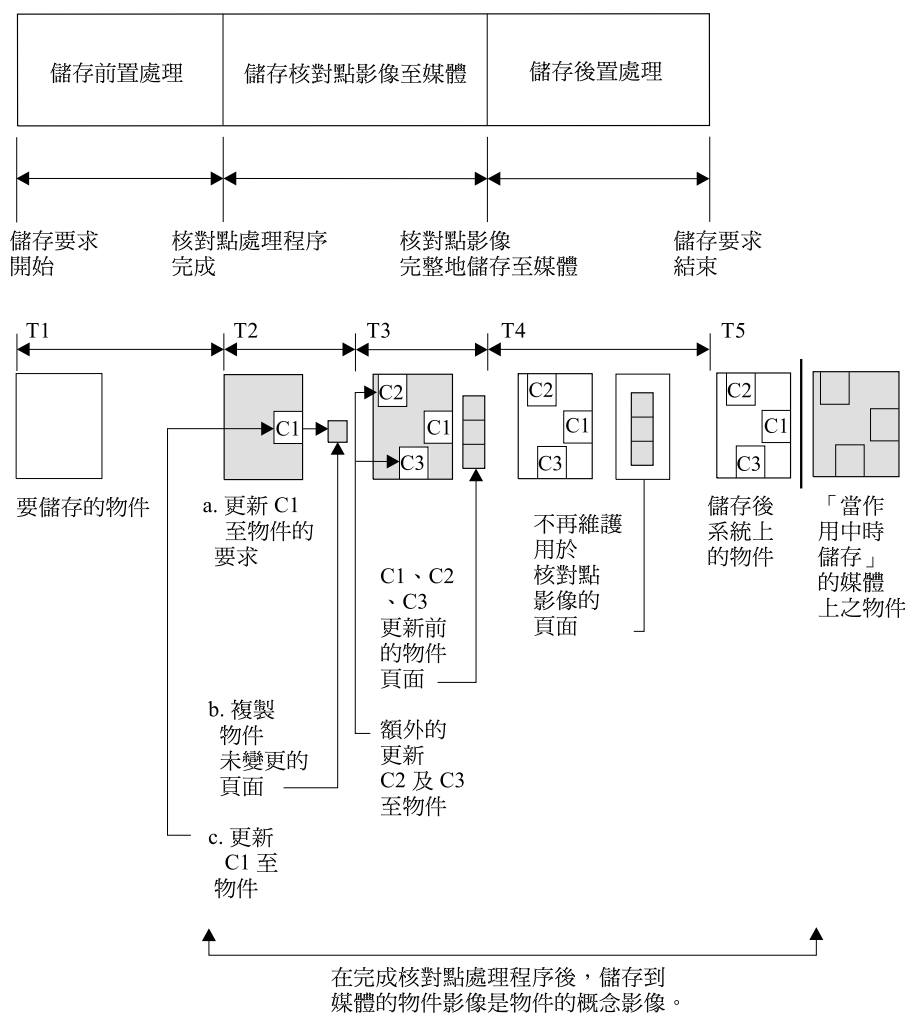 儲存前置處理
儲存核對點影像至媒體
儲存後置處理
儲存要求
開始
核對點處理程序
完成
核對點影像
完整地儲存至媒體
儲存要求
結束
T1
T2
T3
T4
T5
C1
C2
C1
C3
C2
C1
C3
C2
C1
C3
要儲存的物件
a. 更新 C1
至物件的
要求
b. 複製
物件
未變更的
頁面
c. 更新
C1 至
物件
C1、C2
、C3
更新前
的物件
頁面
額外的
更新
C2 及 C3
至物件
不再維護
用於
核對點
影像的
頁面
儲存後
系統上
的物件
「當作
用中時
儲存」
的媒體
上之物件
在完成核對點處理程序後，儲存到
媒體的物件影像是物件的概念影像。